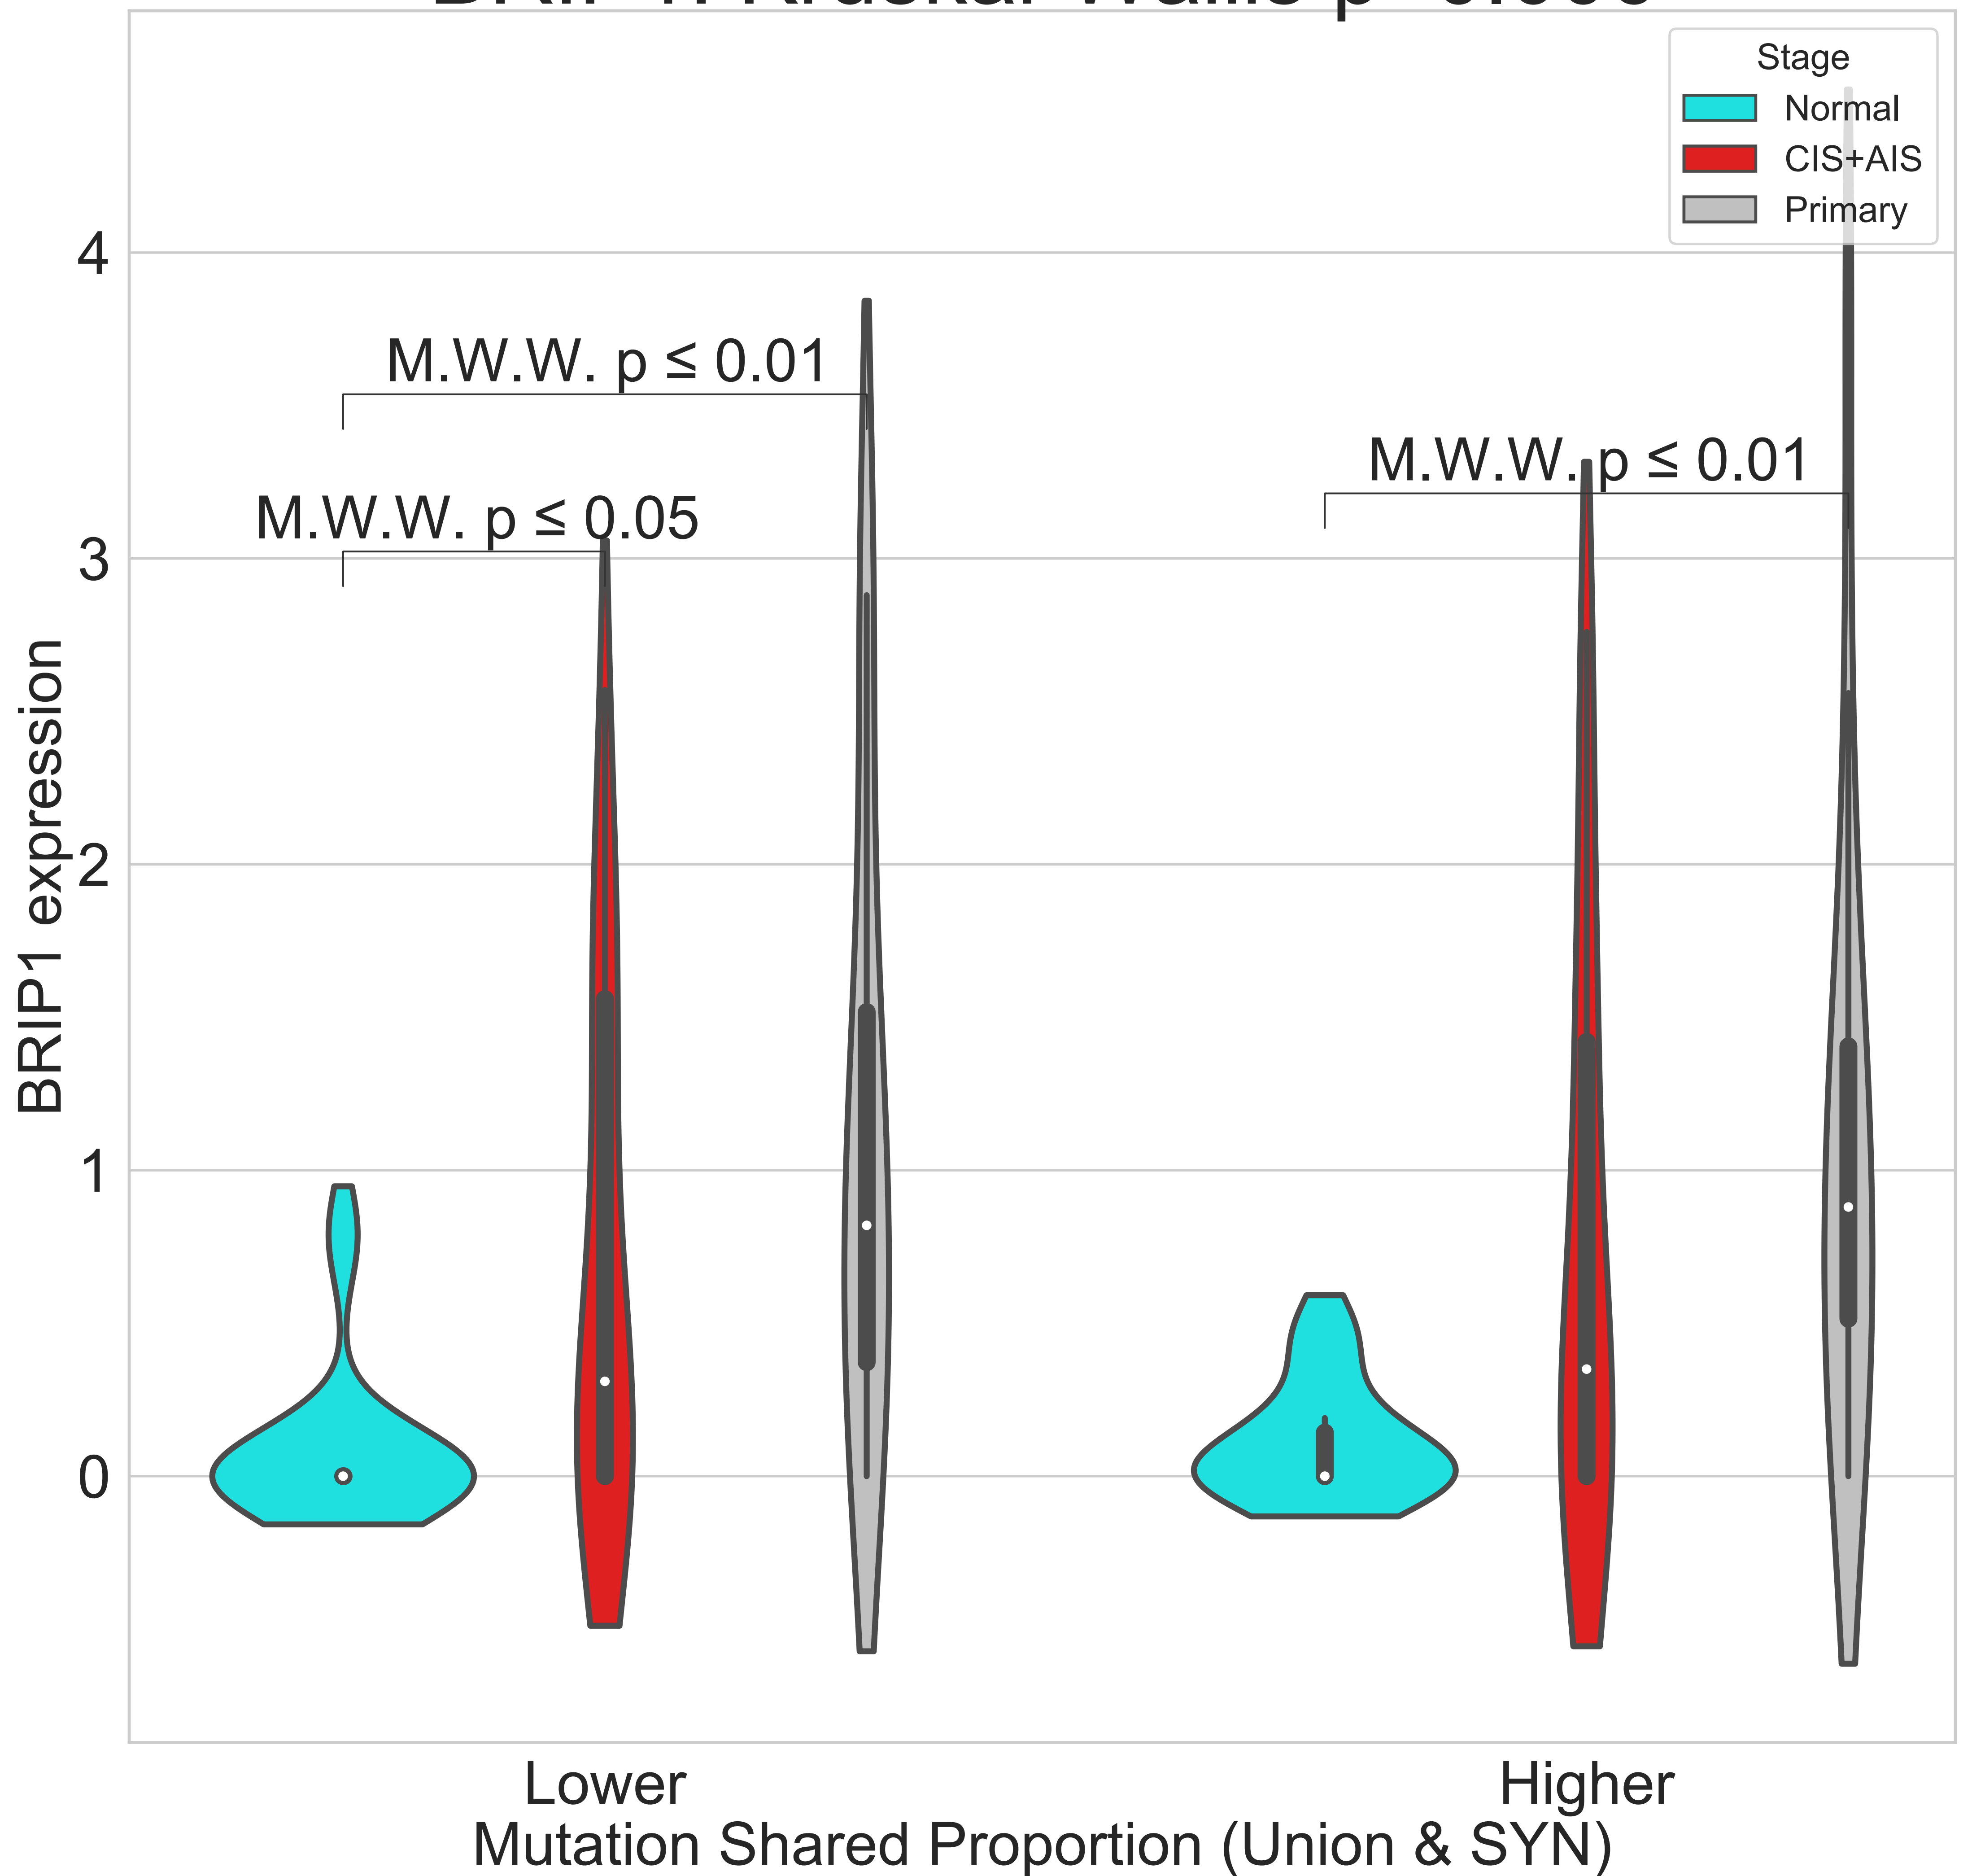 Stage
Normal
CIS+AIS
Primary
4
3
2
1
0
BRIP1 expression
M.W.W. p ≤ 0.01
M.W.W. p ≤ 0.01
M.W.W. p ≤ 0.05
Lower
Higher
Mutation Shared Proportion (Union & SYN)